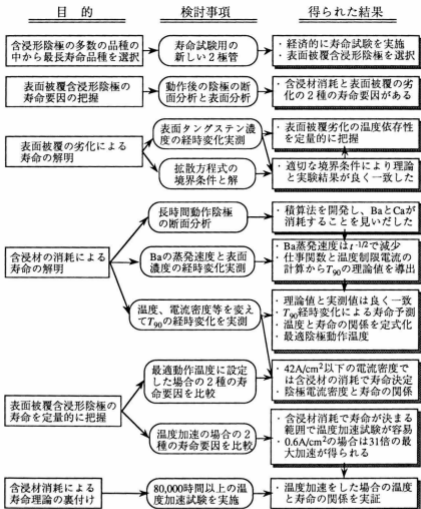 目 的
検討事項
得られた結果
含浸形陰極の多数の品種の
中から最長寿命品種を選択
寿命試験用の
新しい2極管
・経済的に寿命試験を実施
・表面被覆含浸形陰極を選択
表面被覆含浸形陰極の
寿命要因の把握
動作後の陰極の断
面分析と表面分析
・含浸材消耗と表面被覆の劣
化の2種の寿命要因がある
表面被覆の劣化による
寿命の解明
表面タングステン濃
度の経時変化実測
・表面被覆劣化の温度依存性
を定量的に把握
拡散方程式の
境界条件と解
・適切な境界条件により理論
と実験結果が良く一致した
含浸材の消耗による
寿命の解明
長時間動作陰極
の断面分析
・積算法を開発し、BaとCaが
消耗することを見いだした
Baの蒸発速度と表面
濃度の経時変化実測
・Ba蒸発速度はt-1/2で減少
・仕事関数と温度制限電流の
計算からT90の理論値を導出
温度、電流密度等を変え
てT90の経時変化を実測
・理論値と実測値は良く一致
・T90経時変化による寿命予測
・温度と寿命の関係を定式化
・最適陰極動作温度
表面被覆含浸形陰極の
寿命を定量的に把握
最適動作温度に設定
した場合の2種の寿
命要因を比較
・42A/cm²以下の電流密度で
は含浸材の消耗で寿命決定
・陰極電流密度と寿命の関係
温度加速の場合の2
種の寿命要因を比較
・含浸材消耗で寿命が決まる
範囲で温度加速試験が容易
・0.6A/cm²の場合は31倍の最
大加速が得られる
含浸材消耗による
寿命理論の裏付け
80,000時間以上の温
度加速試験を実施
・温度加速をした場合の温度
と寿命の関係を実証